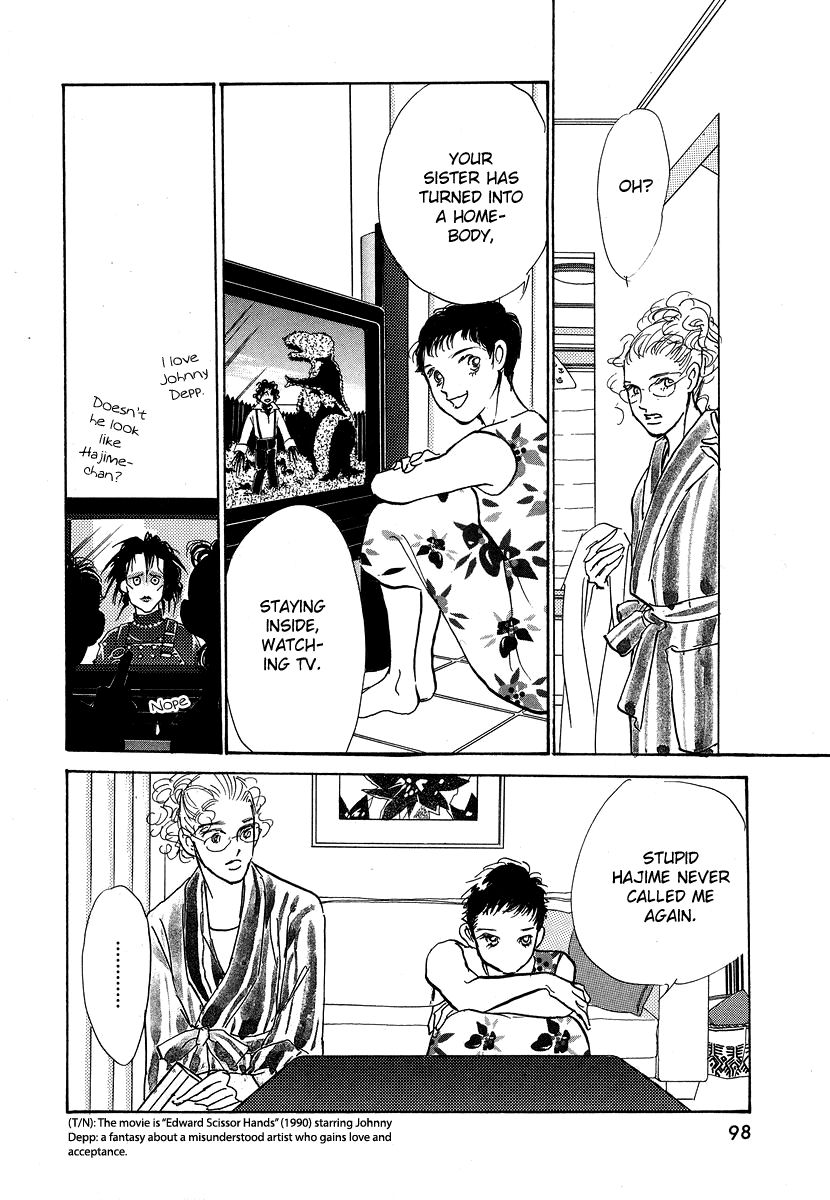 OH?
YOUR
SISTER HAS
TURNED INTO
A HOME-
BODY,
STAYING
INSIDE,
WATCH-
ING TV.
I love
Johnny
Depp.
Doesn't
he look
like
Hajime-
chan?
Nope
STUPID
HAJIME NEVER
CALLED ME
AGAIN.
.........
(T/N): The movie is "Edward Scissor Hands" (1990) starring Johnny
Depp: a fantasy about a misunderstood artist who gains love and
acceptance.
98